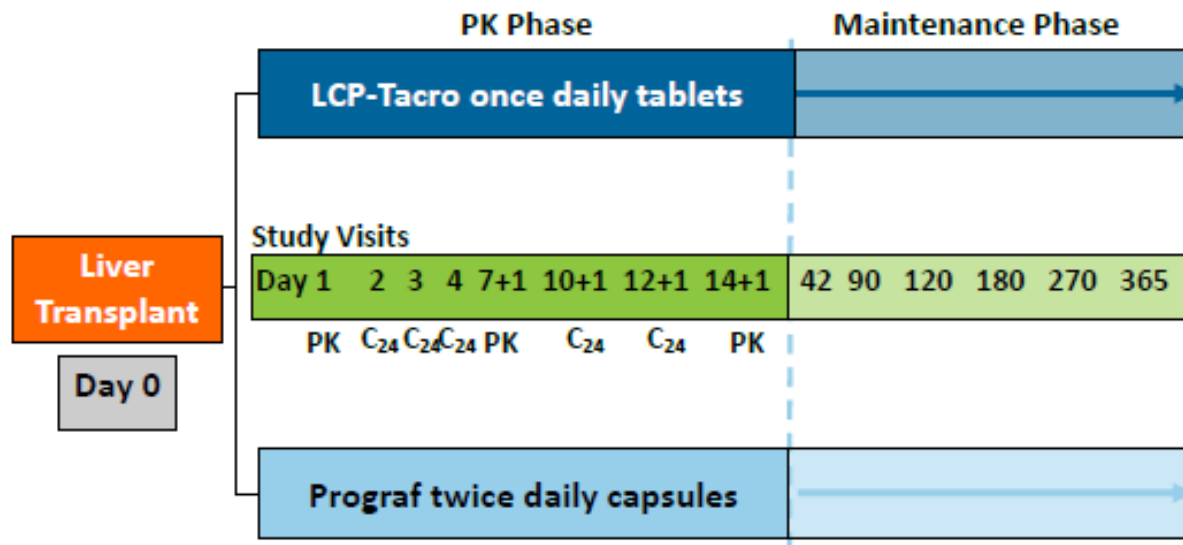 PK Phase Maintenance Phase
LCP-Tacro once daily tablets
Study Visits
Liver
Transplant
Day 0
Day 1 2 3 4 7+1 10+1 12+1 14+1 42 90 120 180 270 365
PK C₂₄ C₂₄ C₂₄ PK C₂₄ C₂₄ PK
Prograf twice daily capsules